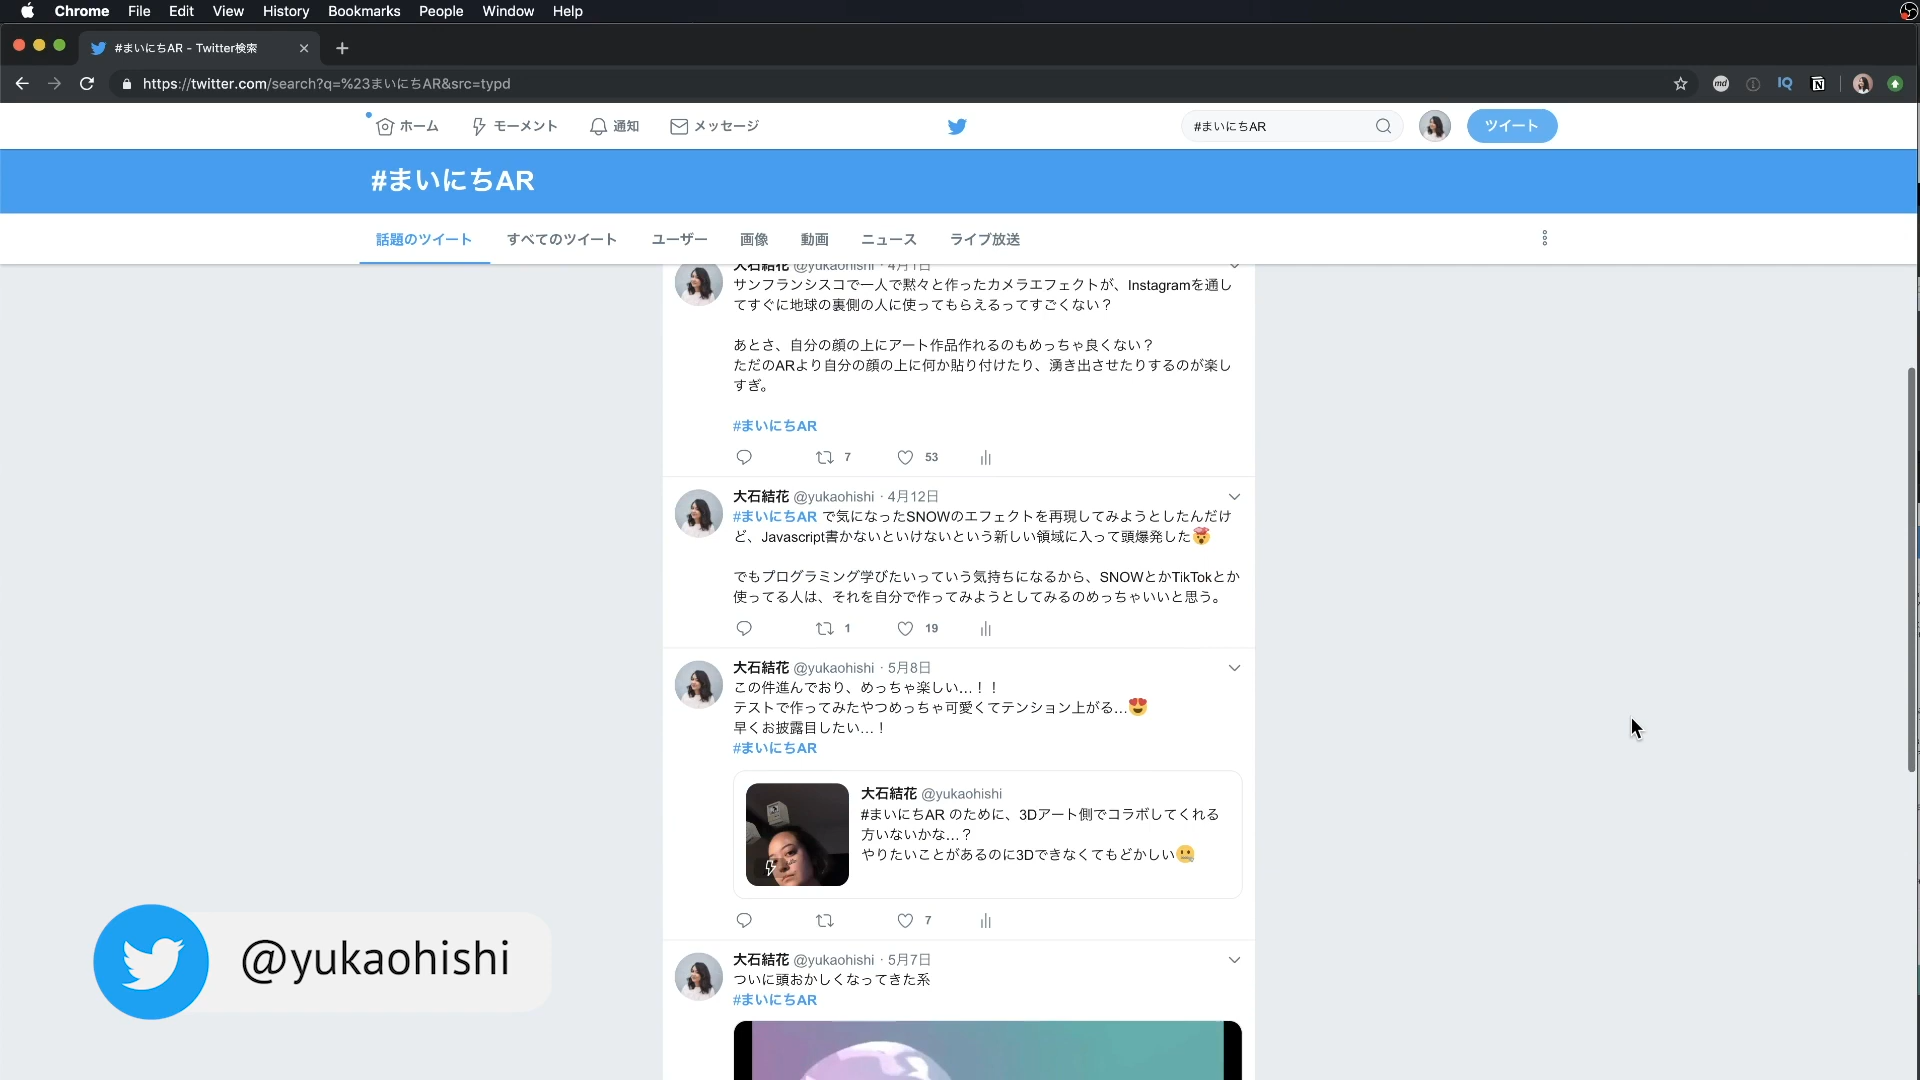 Chrome File Edit View History Bookmarks People Window Help
#まいにちAR - Twitter検索
https://twitter.com/search?q=%23まいにちAR&src=typd
md IQ N
ホーム モーメント 通知 メッセージ #まいにちAR ツイート
#まいにちAR
話題のツイート すべてのツイート ユーザー 画像 動画 ニュース ライブ放送
大石結花 @yukaohishi · 4月1日
サンフランシスコで一人で黙々と作ったカメラエフェクトが、Instagramを通し
てすぐに地球の裏側の人に使ってもらえるってすごくない？
あとさ、自分の顔の上にアート作品作れるのもめっちゃ良くない？
ただのARより自分の顔の上に何か貼り付けたり、湧き出させたりするのが楽し
すぎ。
#まいにちAR
7 53
大石結花 @yukaohishi · 4月12日
#まいにちAR で気になったSNOWのエフェクトを再現してみようとしたんだけ
ど、Javascript書かないといけないという新しい領域に入って頭爆発した🤯
でもプログラミング学びたいっていう気持ちになるから、SNOWとかTikTokとか
使ってる人は、それを自分で作ってみようとしてみるのめっちゃいいと思う。
1 19
大石結花 @yukaohishi · 5月8日
この件進んでおり、めっちゃ楽しい…！！
テストで作ってみたやつめっちゃ可愛くてテンション上がる…😍
早くお披露目したい…！
#まいにちAR
大石結花 @yukaohishi
#まいにちAR のために、3Dアート側でコラボしてくれる
方いないかな…？
やりたいことがあるのに3Dできなくてもどかしい🤐
7
大石結花 @yukaohishi · 5月7日
ついに頭おかしくなってきた系
#まいにちAR
@yukaohishi